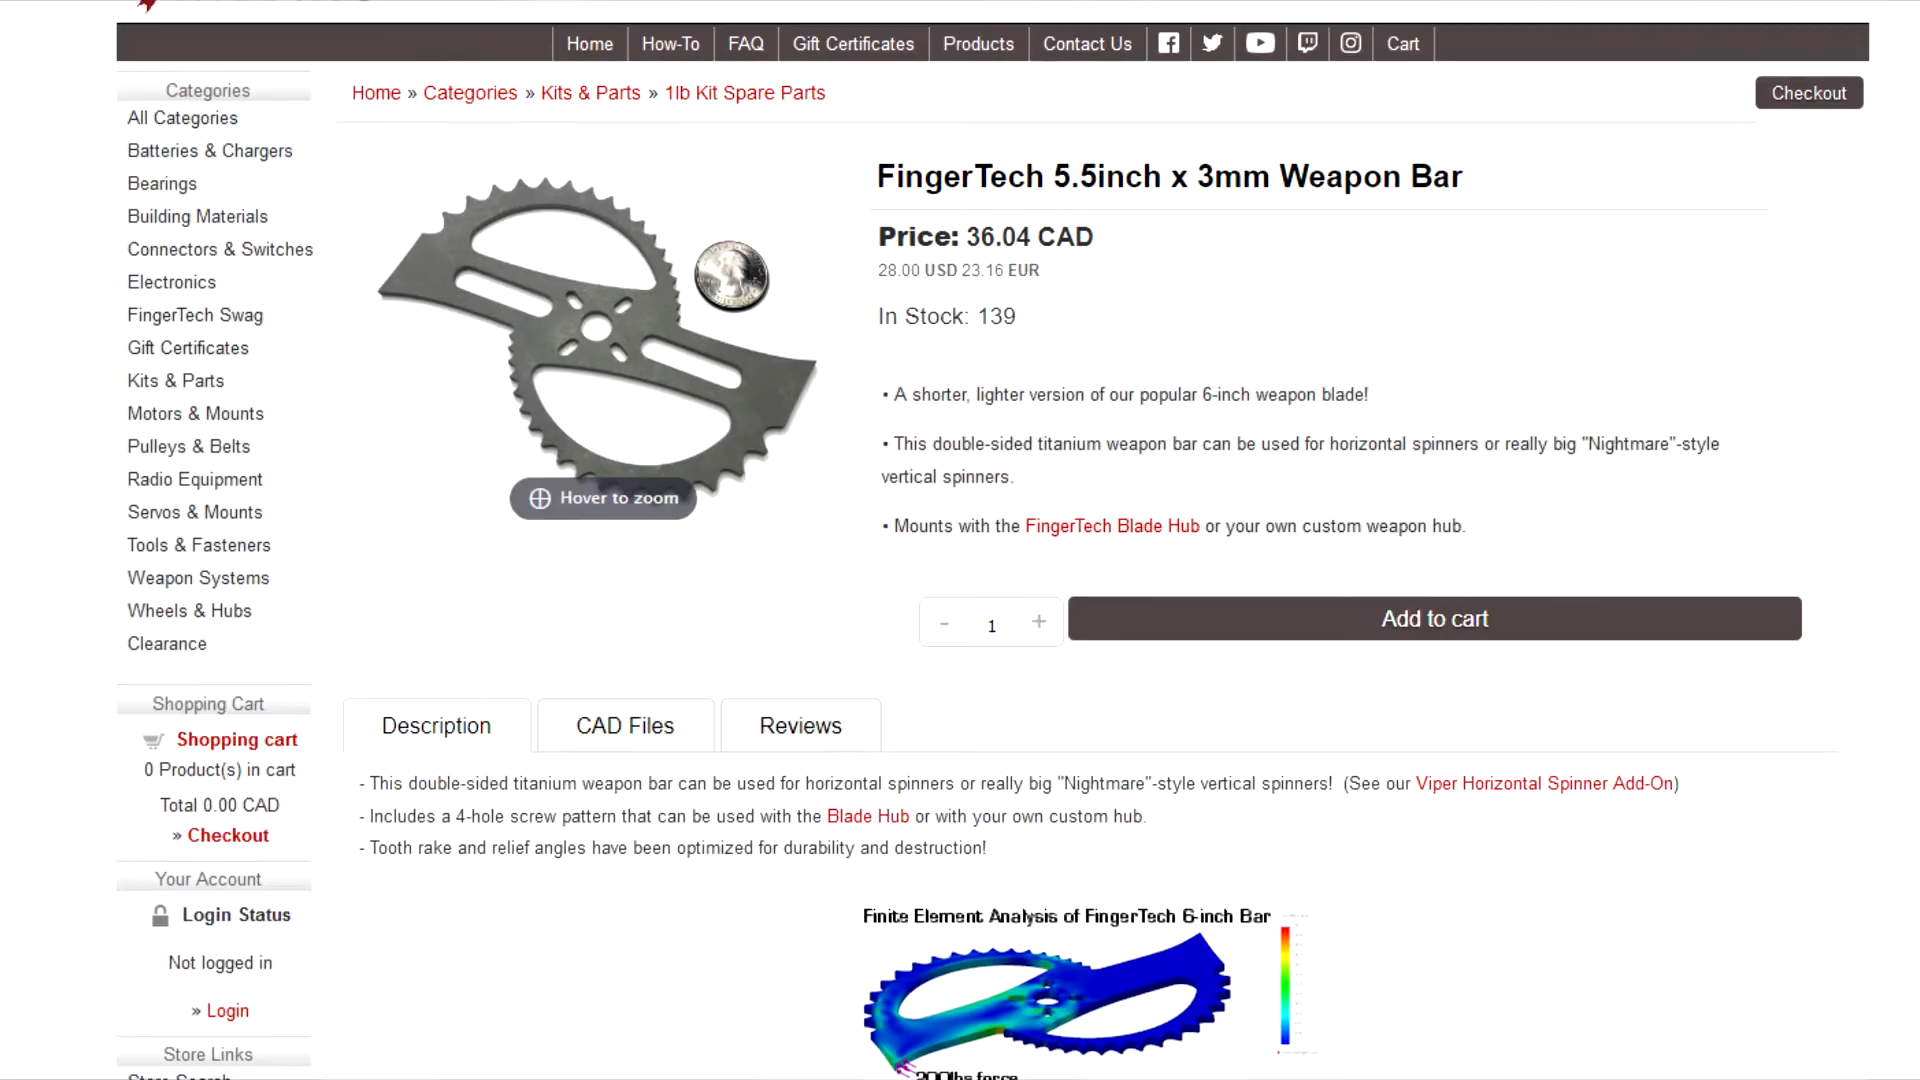 Home How-To FAQ Gift Certificates Products Contact Us Cart
Categories
All Categories
Batteries & Chargers
Bearings
Building Materials
Connectors & Switches
Electronics
FingerTech Swag
Gift Certificates
Kits & Parts
Motors & Mounts
Pulleys & Belts
Radio Equipment
Servos & Mounts
Tools & Fasteners
Weapon Systems
Wheels & Hubs
Clearance
Shopping Cart
Shopping cart
0 Product(s) in cart
Total 0.00 CAD
» Checkout
Your Account
Login Status
Not logged in
» Login
Store Links
Store Search
Home » Categories » Kits & Parts » 1lb Kit Spare Parts
Checkout
Hover to zoom
FingerTech 5.5inch x 3mm Weapon Bar
Price: 36.04 CAD
28.00 USD 23.16 EUR
In Stock: 139
• A shorter, lighter version of our popular 6-inch weapon blade!
• This double-sided titanium weapon bar can be used for horizontal spinners or really big "Nightmare"-style
vertical spinners.
• Mounts with the FingerTech Blade Hub or your own custom weapon hub.
- 1 +
Add to cart
Description CAD Files Reviews
- This double-sided titanium weapon bar can be used for horizontal spinners or really big "Nightmare"-style vertical spinners! (See our Viper Horizontal Spinner Add-On)
- Includes a 4-hole screw pattern that can be used with the Blade Hub or with your own custom hub.
- Tooth rake and relief angles have been optimized for durability and destruction!
Finite Element Analysis of FingerTech 6-inch Bar
200lbs force